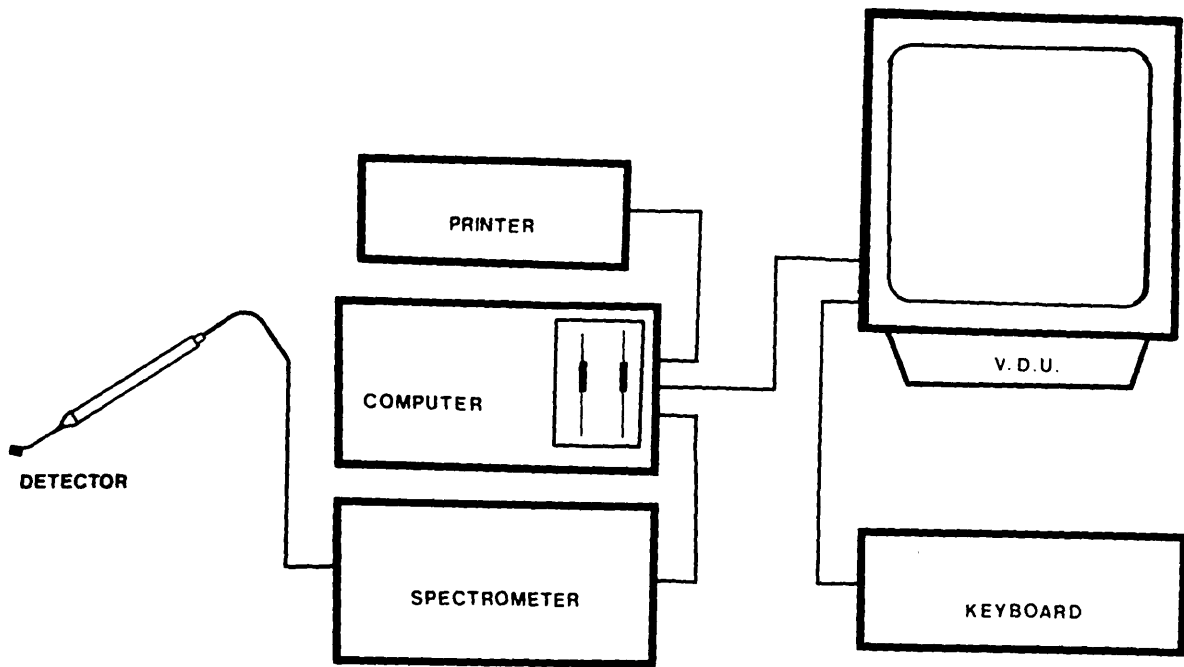 PRINTER
COMPUTER
V. D. U.
DETECTOR
SPECTROMETER
KEYBOARD